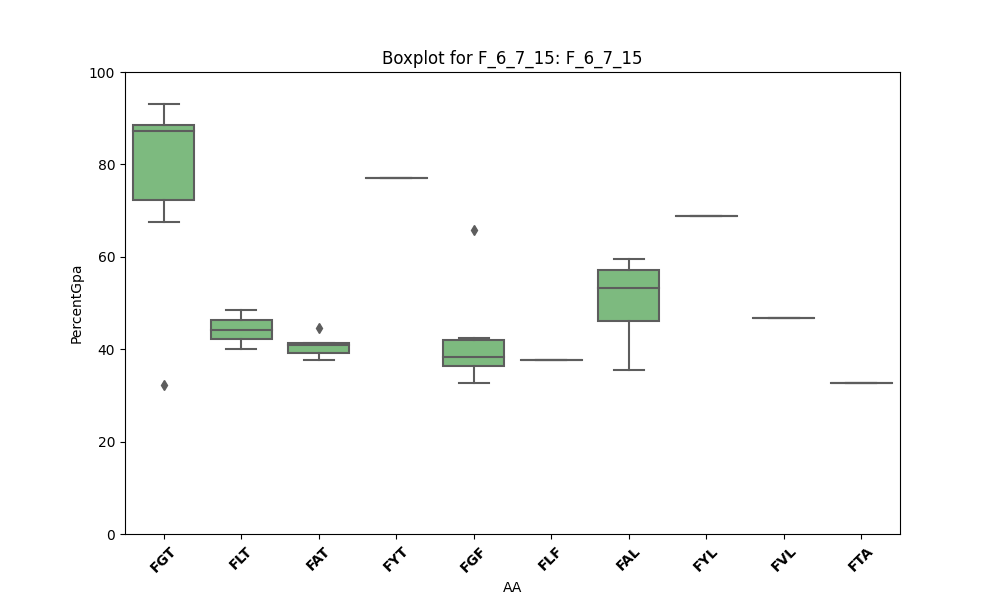 Boxplot for F_6_7_15: F_6_7_15
100
80
60
40
20
0
PercentGpa
FGT
FLT
FAT
FYT
FGF
FLF
FAL
FYL
FVL
FTA
AA